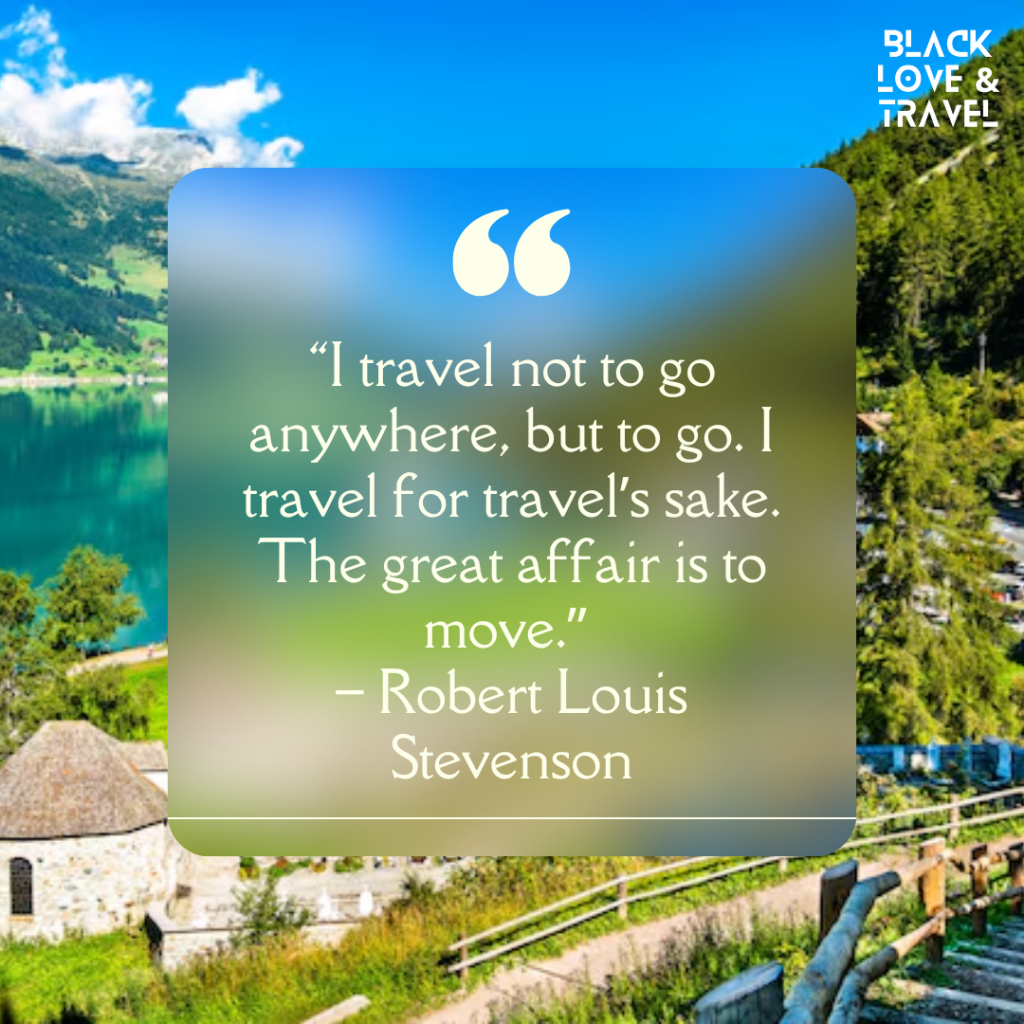 BLACK
LOVE &
TRAVEL
“I travel not to go
anywhere, but to go. I
travel for travel's sake.
The great affair is to
move."
– Robert Louis
Stevenson